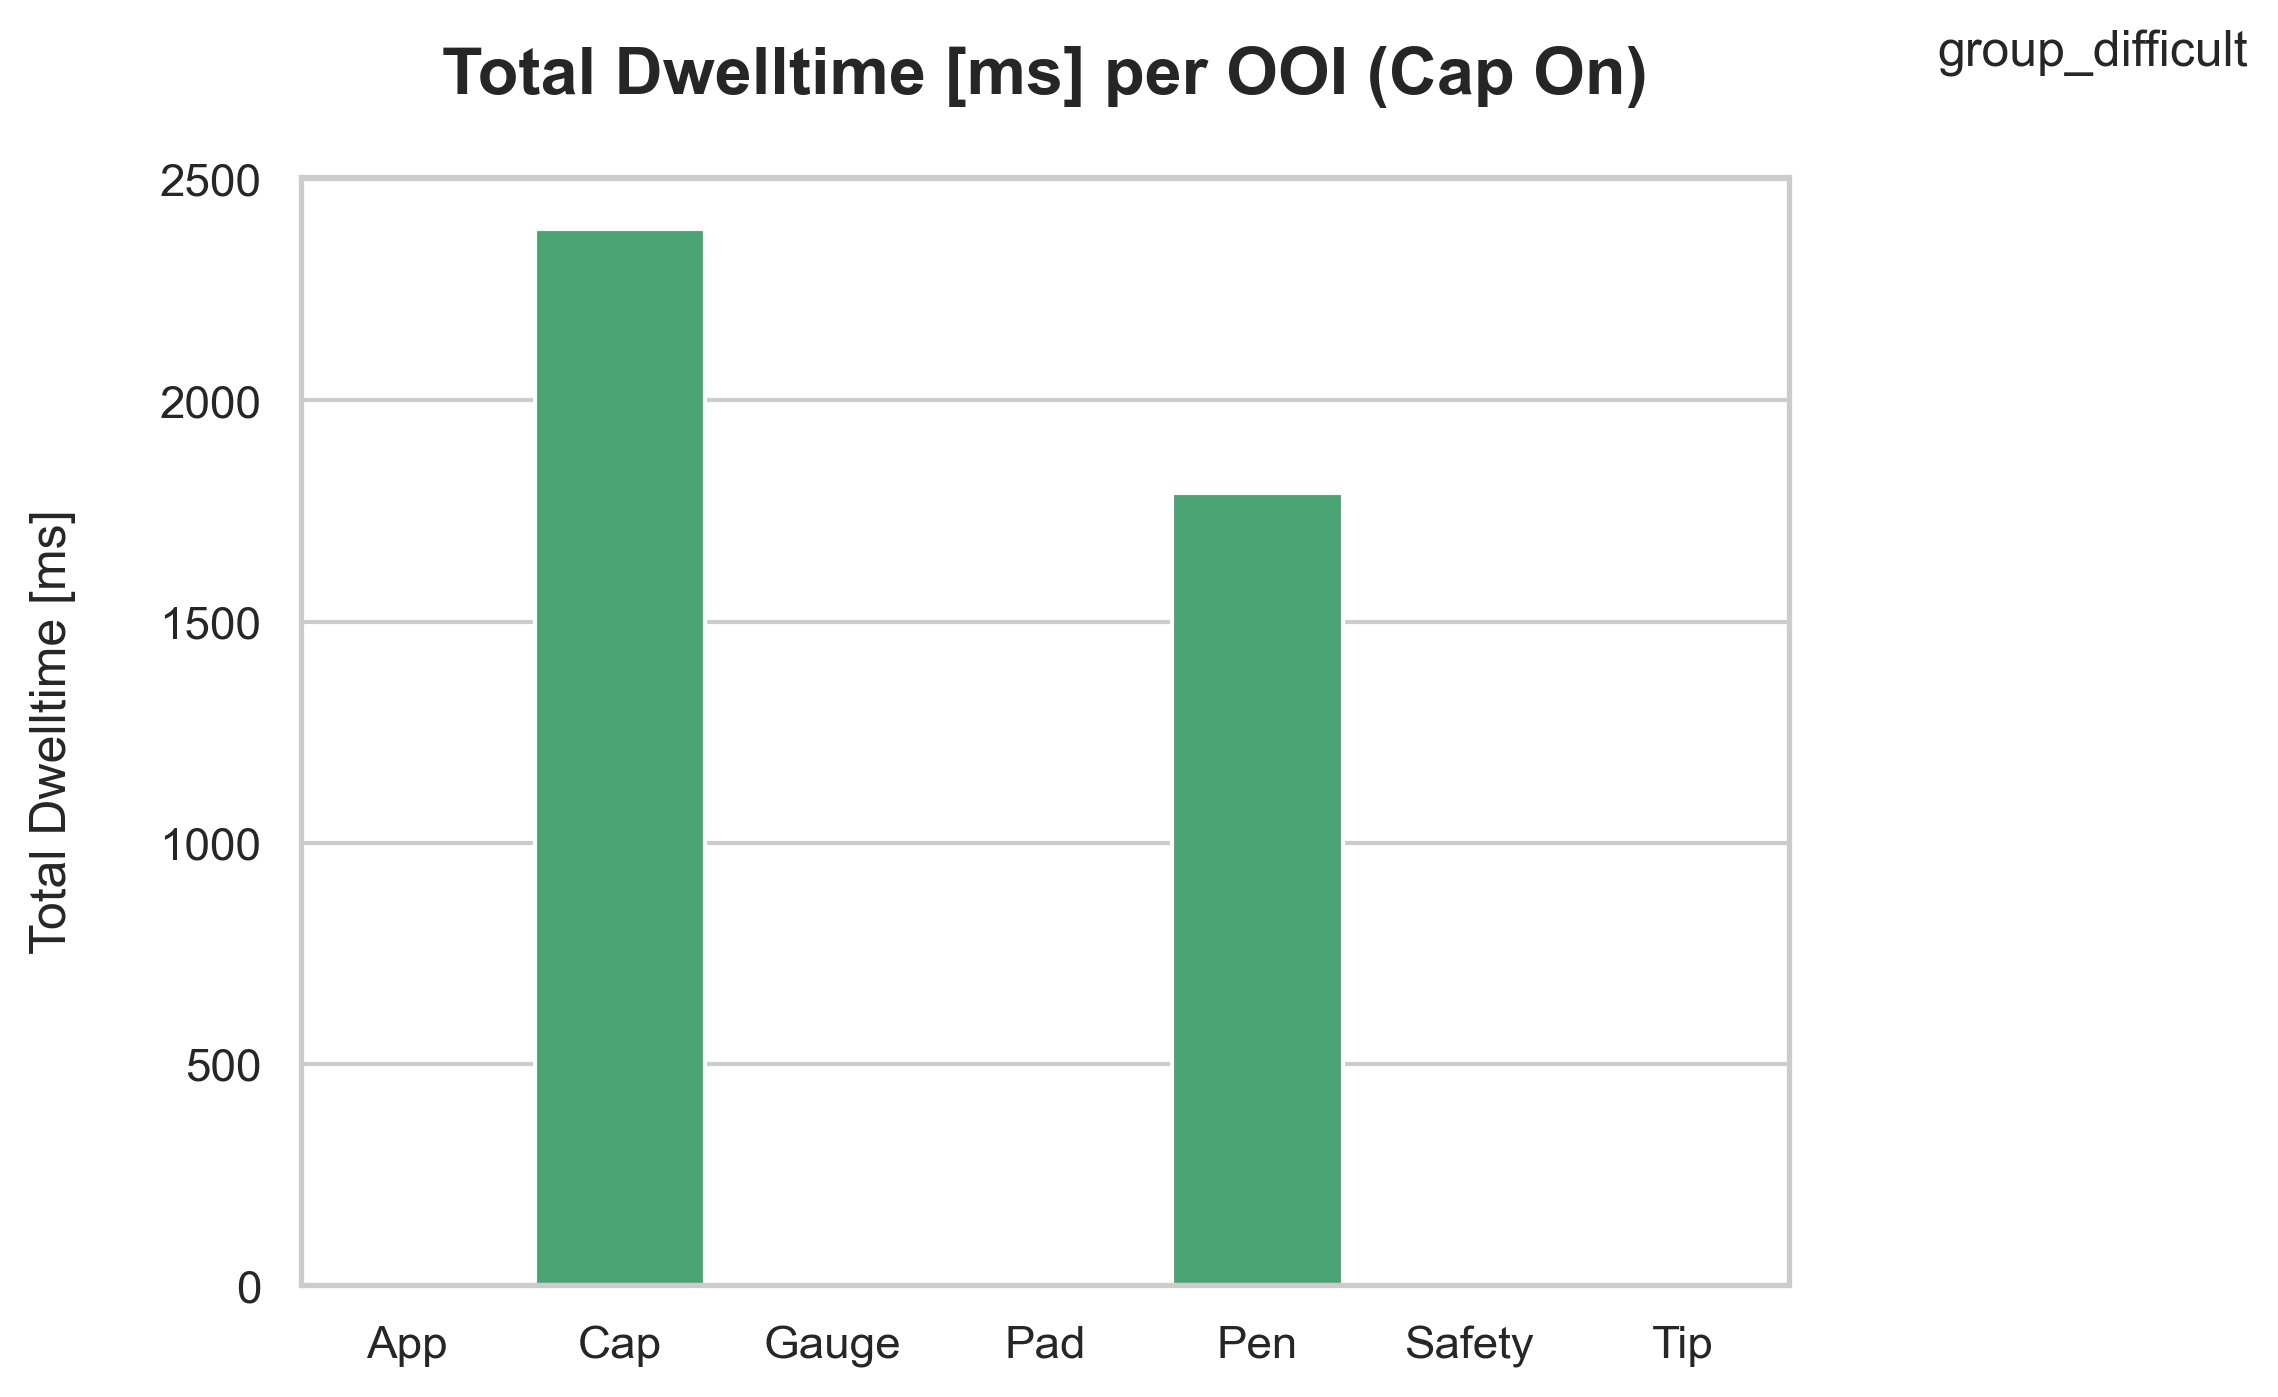 group_difficult
Total Dwelltime [ms] per OOI (Cap On)
Total Dwelltime [ms]
2500
2000
1500
1000
500
0
App Cap Gauge Pad Pen Safety Tip